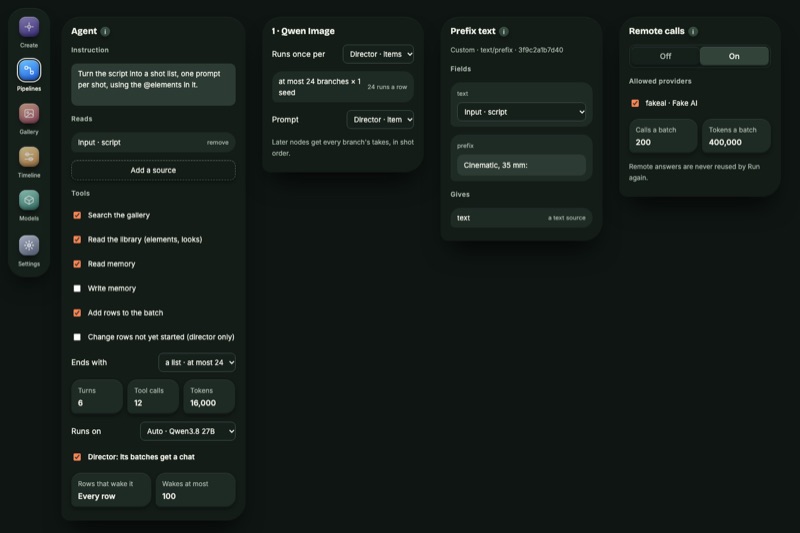 Create
Pipelines
Gallery
Timeline
Models
Settings
Agent i
Instruction
Turn the script into a shot list, one prompt
per shot, using the @elements in it.
Reads
Input · script remove
Add a source
Tools
Search the gallery
Read the library (elements, looks)
Read memory
Write memory
Add rows to the batch
Change rows not yet started (director only)
Ends with a list · at most 24
Turns Tool calls Tokens
6 12 16,000
Runs on Auto · Qwen3.8 27B
Director: Its batches get a chat
Rows that wake it Wakes at most
Every row 100
1 · Qwen Image
Runs once per Director · Items
at most 24 branches × 1
seed
24 runs a row
Prompt Director · Item
Later nodes get every branch's takes, in shot
order.
Prefix text i
Custom · text/prefix · 3f9c2a1b7d40
Fields
text
Input · script
prefix
Cinematic, 35 mm:
Gives
text a text source
Remote calls i
Off On
Allowed providers
fakeai · Fake AI
Calls a batch Tokens a batch
200 400,000
Remote answers are never reused by Run
again.